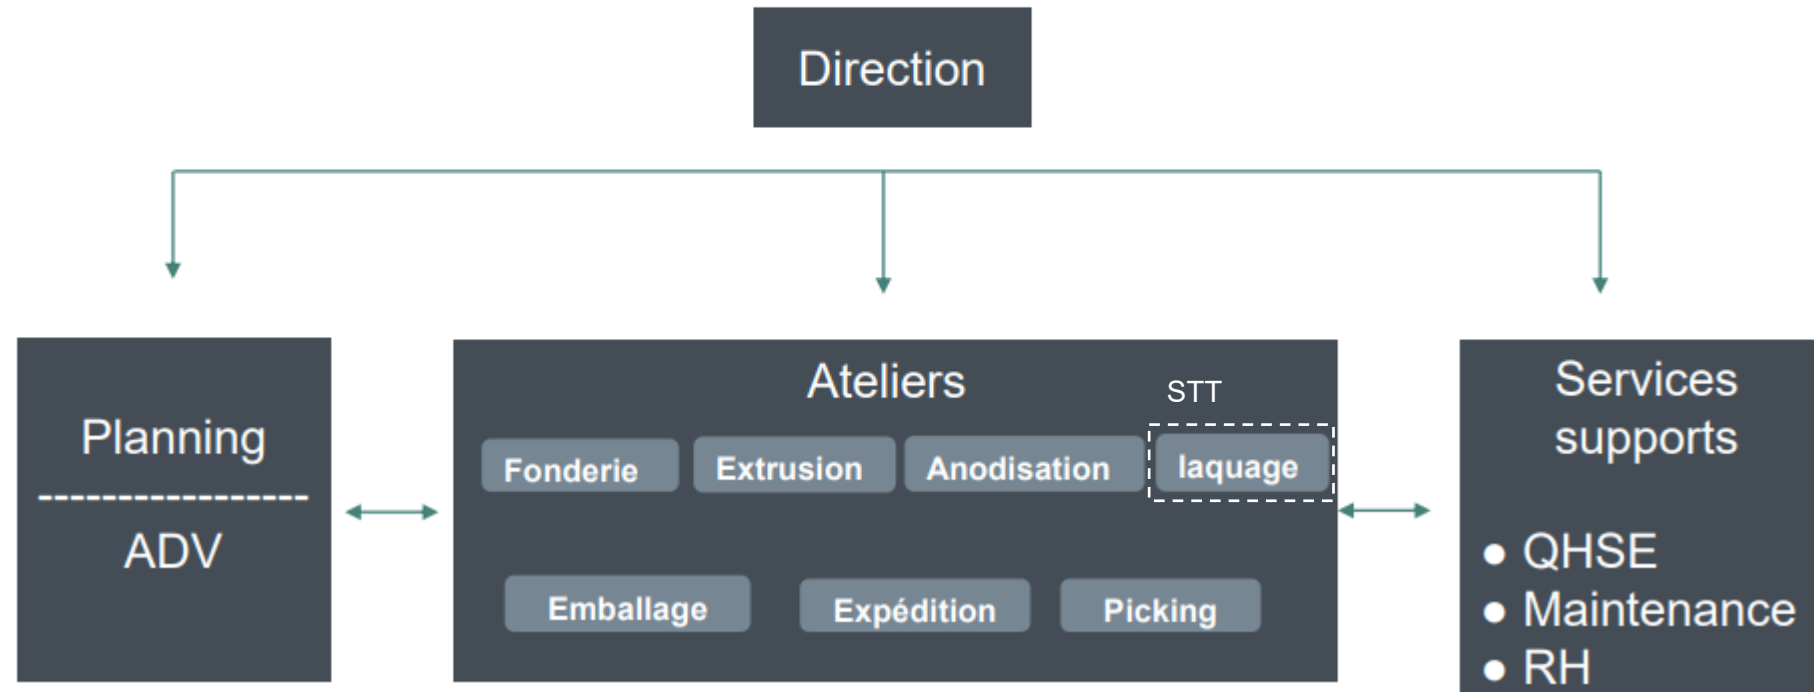 Direction
Planning
-----------------
ADV
Ateliers
STT
Fonderie
Extrusion
Anodisation
laquage
Emballage
Expédition
Picking
Services
supports
● QHSE
● Maintenance
● RH